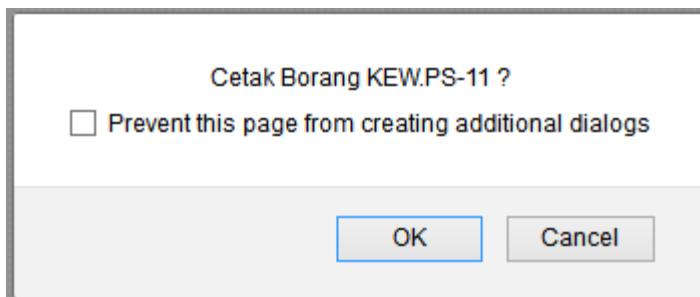 Cetak Borang KEW.PS-11 ?
Prevent this page from creating additional dialogs
OK Cancel